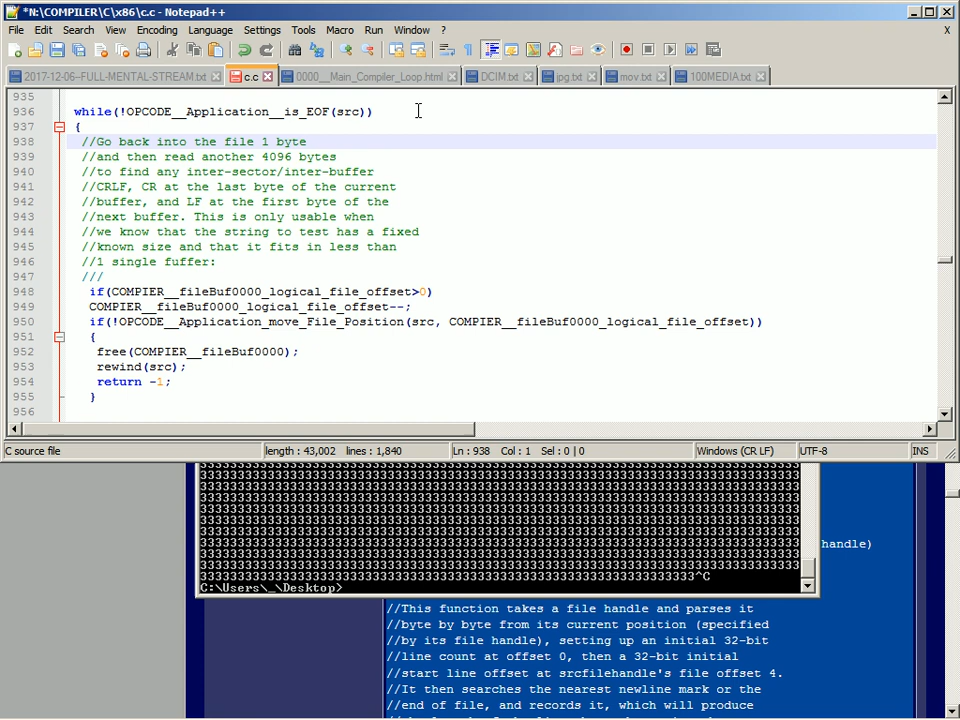 *N:\COMPILER\C\x86\c.c - Notepad++
File Edit Search View Encoding Language Settings Tools Macro Run Window ? X
2017-12-06--FULL-MENTAL-STREAM.txt c.c 0000__Main_Compiler_Loop.html DCIM.txt jpg.txt mov.txt 100MEDIA.txt
935
936 while(!OPCODE__Application__is_EOF(src))
937 {
938 //Go back into the file 1 byte
939 //and then read another 4096 bytes
940 //to find any inter-sector/inter-buffer
941 //CRLF, CR at the last byte of the current
942 //buffer, and LF at the first byte of the
943 //next buffer. This is only usable when
944 //we know that the string to test has a fixed
945 //known size and that it fits in less than
946 //1 single fuffer:
947 ///
948 if(COMPIER__fileBuf0000_logical_file_offset>0)
949 COMPIER__fileBuf0000_logical_file_offset--;
950 if(!OPCODE__Application_move_File_Position(src, COMPIER__fileBuf0000_logical_file_offset))
951 {
952 free(COMPIER__fileBuf0000);
953 rewind(src);
954 return -1;
955 }
956
C source file length : 43,002 lines : 1,840 Ln : 938 Col : 1 Sel : 0 | 0 Windows (CR LF) UTF-8 INS
handle)
^C
C:\Users\_\Desktop>
//This function takes a file handle and parses it
//byte by byte from its current position (specified
//by its file handle), setting up an initial 32-bit
//line count at offset 0, then a 32-bit initial
//start line offset at srcfilehandle's file offset 4.
//It then searches the nearest newline mark or the
//end of file, and records it, which will produce